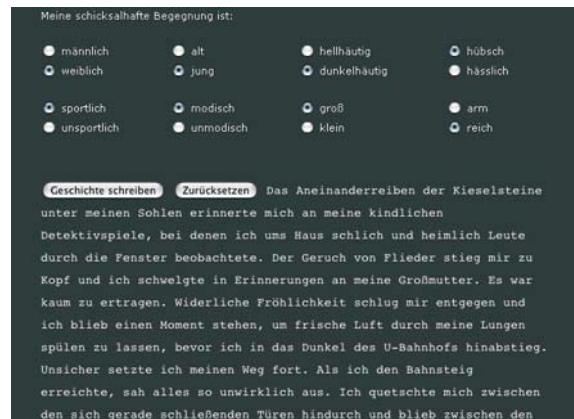 Meine schicksalhafte Begegnung ist:
männlich alt hellhäutig hübsch
weiblich jung dunkelhäutig hässlich
sportlich modisch groß arm
unsportlich unmodisch klein reich
Geschichte schreiben Zurücksetzen Das Aneinanderreiben der Kieselsteine
unter meinen Sohlen erinnerte mich an meine kindlichen
Detektivspiele, bei denen ich ums Haus schlich und heimlich Leute
durch die Fenster beobachtete. Der Geruch von Flieder stieg mir zu
Kopf und ich schwelgte in Erinnerungen an meine Großmutter. Es war
kaum zu ertragen. Widerliche Fröhlichkeit schlug mir entgegen und
ich blieb einen Moment stehen, um frische Luft durch meine Lungen
spülen zu lassen, bevor ich in das Dunkel des U-Bahnhofs hinabstieg.
Unsicher setzte ich meinen Weg fort. Als ich den Bahnsteig
erreichte, sah alles so unwirklich aus. Ich quetschte mich zwischen
den sich gerade schließenden Türen hindurch und blieb zwischen den